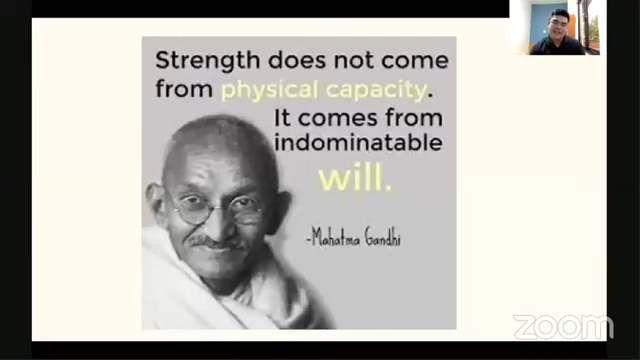 Strength does not come
from physical capacity.
It comes from
indominatable
will.
-Mahatma Gandhi
zoom